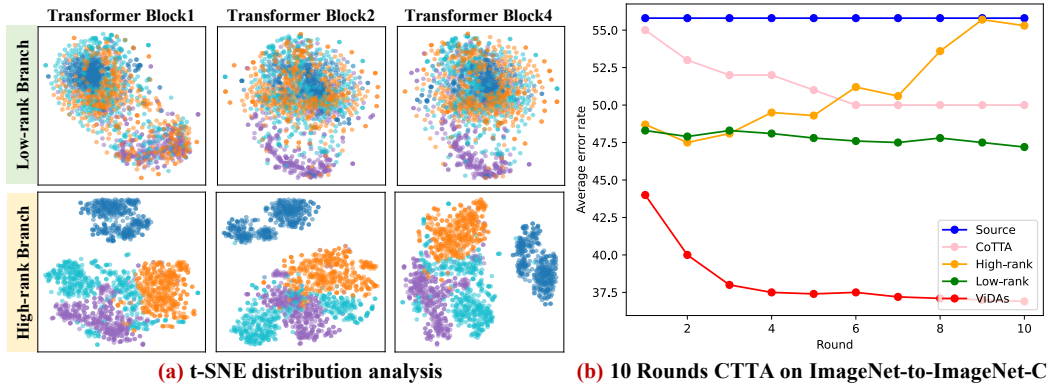 Transformer Block1
Transformer Block2
Transformer Block4
Low-rank Branch
High-rank Branch
(a) t-SNE distribution analysis
Average error rate
55.0
52.5
50.0
47.5
45.0
42.5
40.0
37.5
Source
CoTTA
High-rank
Low-rank
ViDAs
2
4
6
8
10
Round
(b) 10 Rounds CTTA on ImageNet-to-ImageNet-C